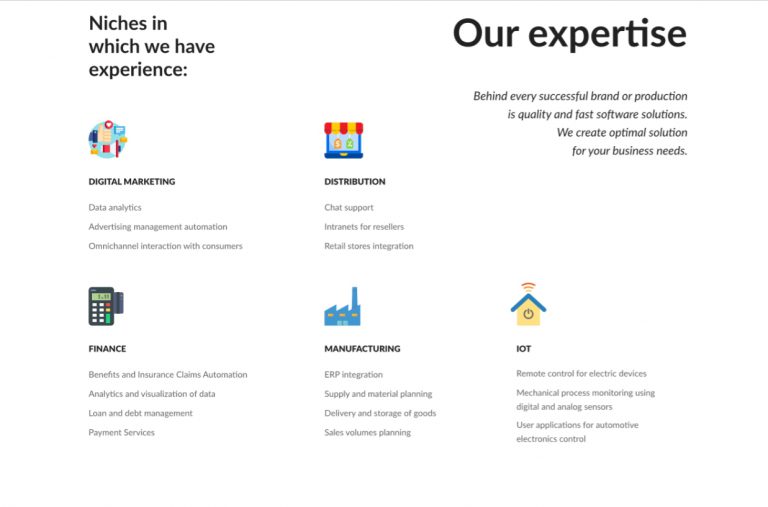 Niches in
which we have
experience:
Our expertise
Behind every successful brand or production
is quality and fast software solutions.
We create optimal solution
for your business needs.
DIGITAL MARKETING
Data analytics
Advertising management automation
Omnichannel interaction with consumers
DISTRIBUTION
Chat support
Intranets for resellers
Retail stores integration
FINANCE
Benefits and Insurance Claims Automation
Analytics and visualization of data
Loan and debt management
Payment Services
MANUFACTURING
ERP integration
Supply and material planning
Delivery and storage of goods
Sales volumes planning
IOT
Remote control for electric devices
Mechanical process monitoring using
digital and analog sensors
User applications for automotive
electronics control